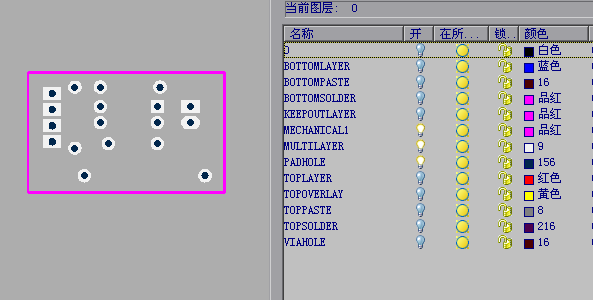 当前图层: 0
名称 开 在所... 锁... 颜色
0 白色
BOTTOMLAYER 蓝色
BOTTOMPASTE 16
BOTTOMSOLDER 品红
KEEPOUTLAYER 品红
MECHANICAL1 品红
MULTILAYER 9
PADHOLE 156
TOPLAYER 红色
TOPOVERLAY 黄色
TOPPASTE 8
TOPSOLDER 216
VIAHOLE 16